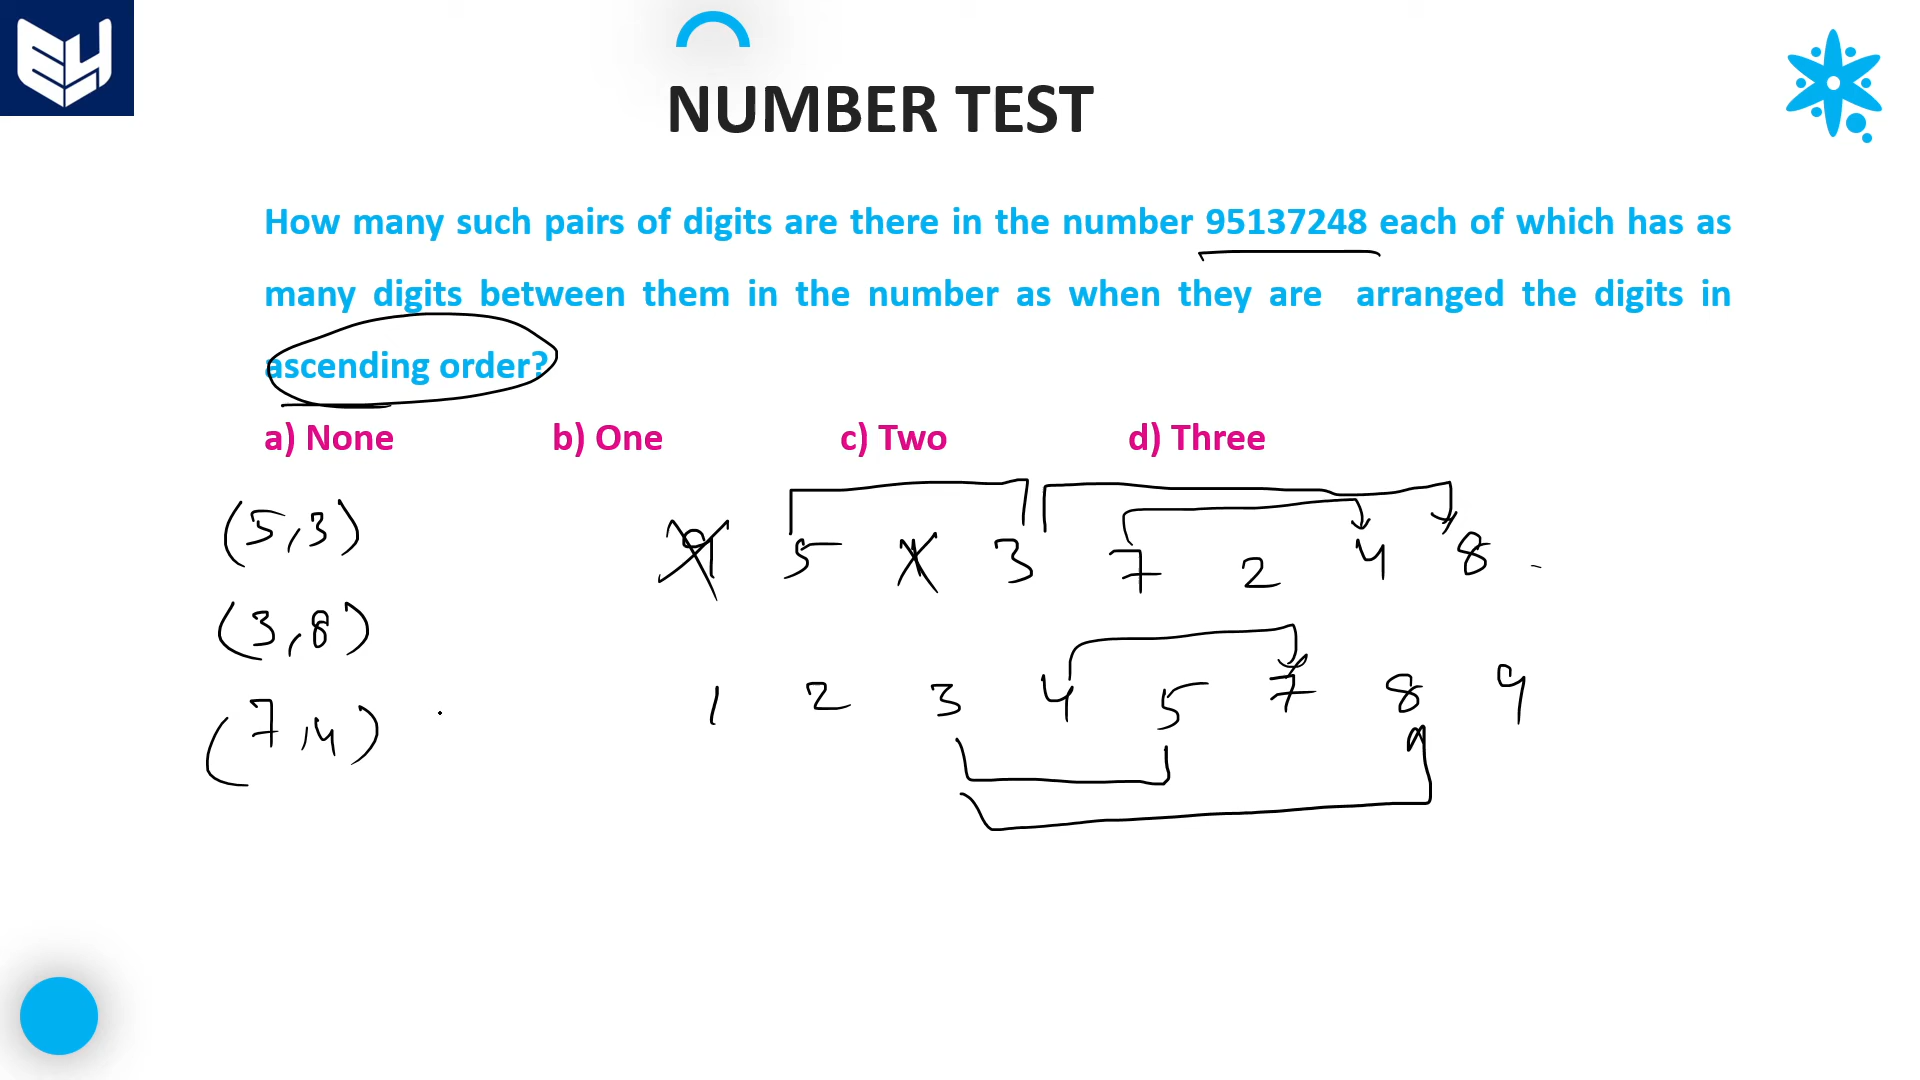 NUMBER TEST
How many such pairs of digits are there in the number 95137248 each of which has as
many digits between them in the number as when they are arranged the digits in
ascending order?
a) None b) One c) Two d) Three
(5,3)
9 5 1 3 7 2 4 8
(3,8)
1 2 3 4 5 7 8 9
(7,4)